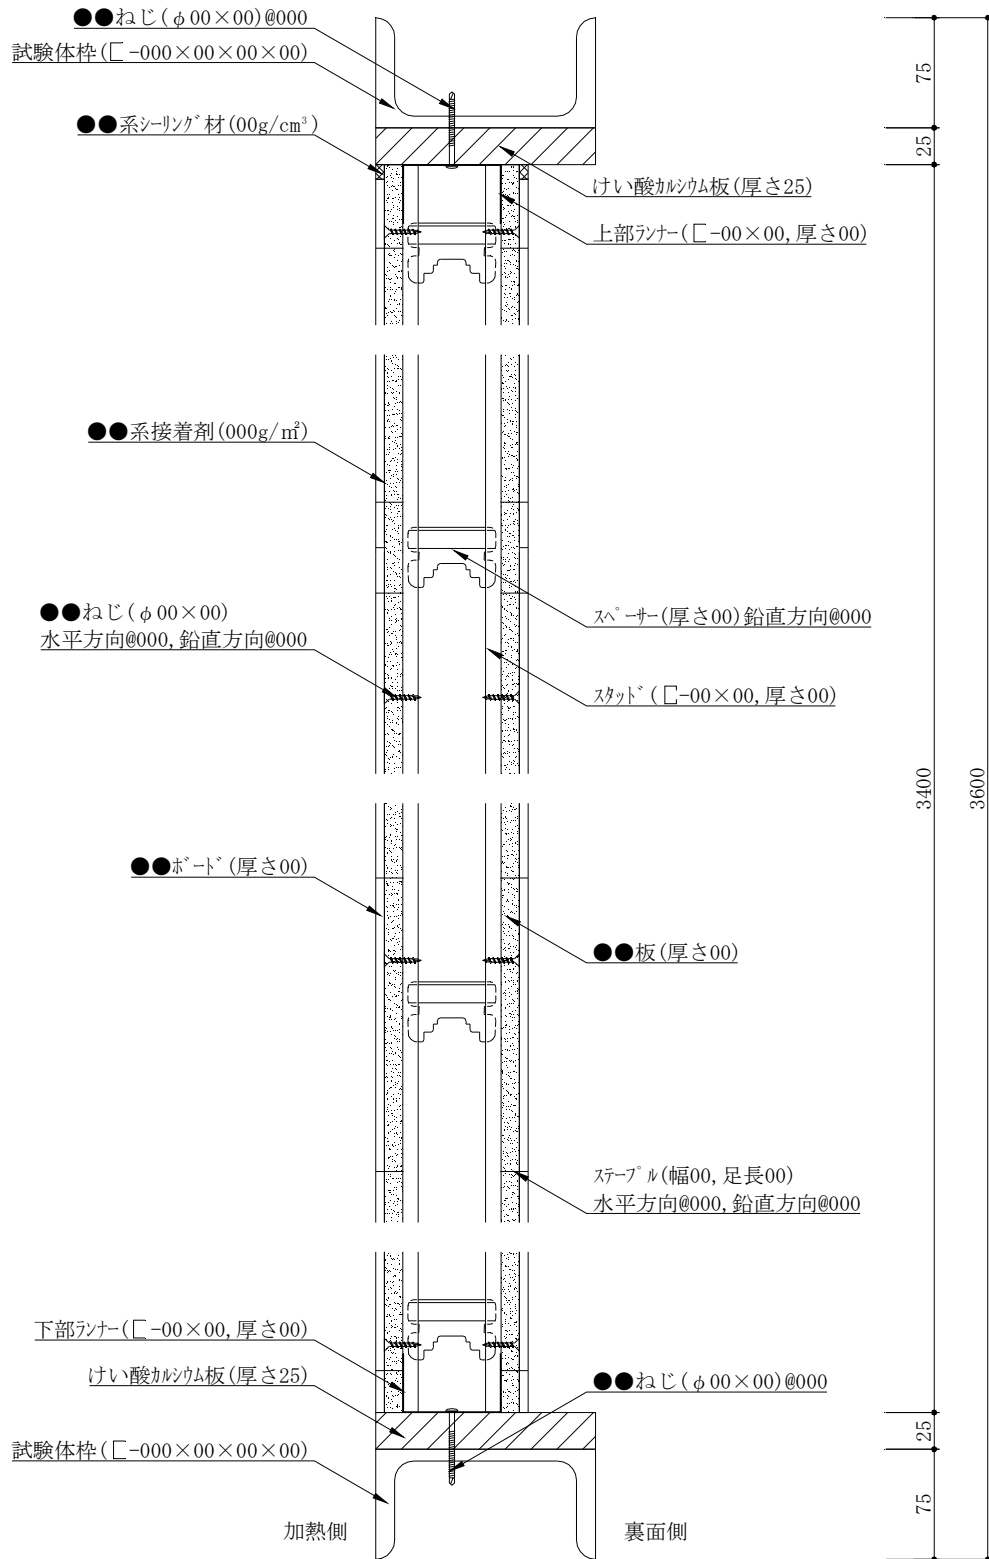 ●●ねじ(φ00×00)@000
試験体枠(匚-000×00×00×00)
●●系シーリング材(00g/cm³)
けい酸カルシウム板(厚さ25)
上部ランナー(匚-00×00,厚さ00)
●●系接着剤(000g/㎡)
●●ねじ(φ00×00)
水平方向@000,鉛直方向@000
スペーサー(厚さ00)鉛直方向@000
スタッド(匚-00×00,厚さ00)
●●ボード(厚さ00)
●●板(厚さ00)
ステープル(幅00,足長00)
水平方向@000,鉛直方向@000
下部ランナー(匚-00×00,厚さ00)
けい酸カルシウム板(厚さ25)
●●ねじ(φ00×00)@000
試験体枠(匚-000×00×00×00)
加熱側
裏面側
75
25
3400
3600
25
75